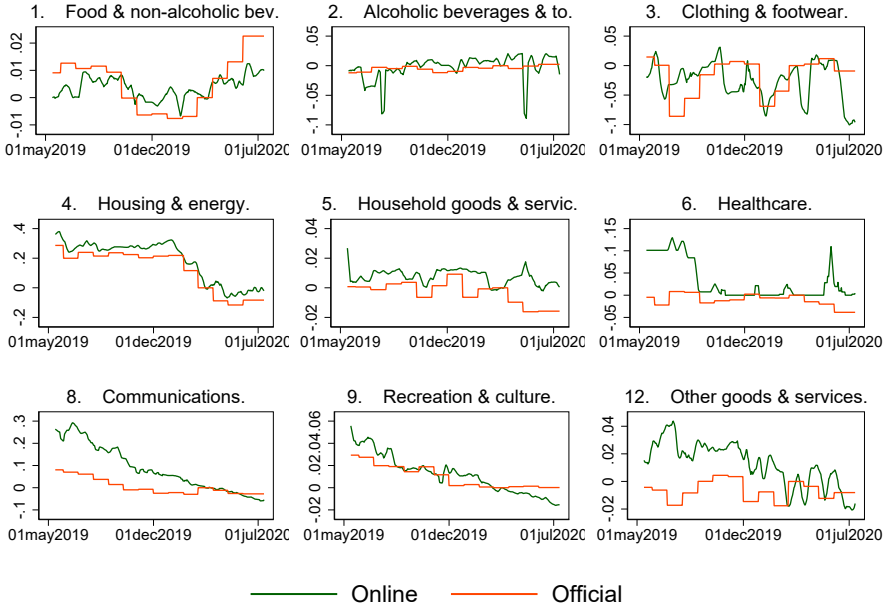 1. Food & non-alcoholic bev.
.02
.01
0
-.01
01may2019 01dec2019 01jul2020
2. Alcoholic beverages & to.
.05
0
-.05
-.1
01may2019 01dec2019 01jul2020
3. Clothing & footwear.
.05
0
-.05
-.1
01may2019 01dec2019 01jul2020
4. Housing & energy.
.4
.2
0
-.2
01may2019 01dec2019 01jul2020
5. Household goods & servic.
.04
.02
0
-.02
01may2019 01dec2019 01jul2020
6. Healthcare.
.15
.1
.05
0
-.05
01may2019 01dec2019 01jul2020
8. Communications.
.3
.2
.1
0
-.1
01may2019 01dec2019 01jul2020
9. Recreation & culture.
.06
.04
.02
0
-.02
01may2019 01dec2019 01jul2020
12. Other goods & services.
.04
.02
0
-.02
01may2019 01dec2019 01jul2020
Online Official